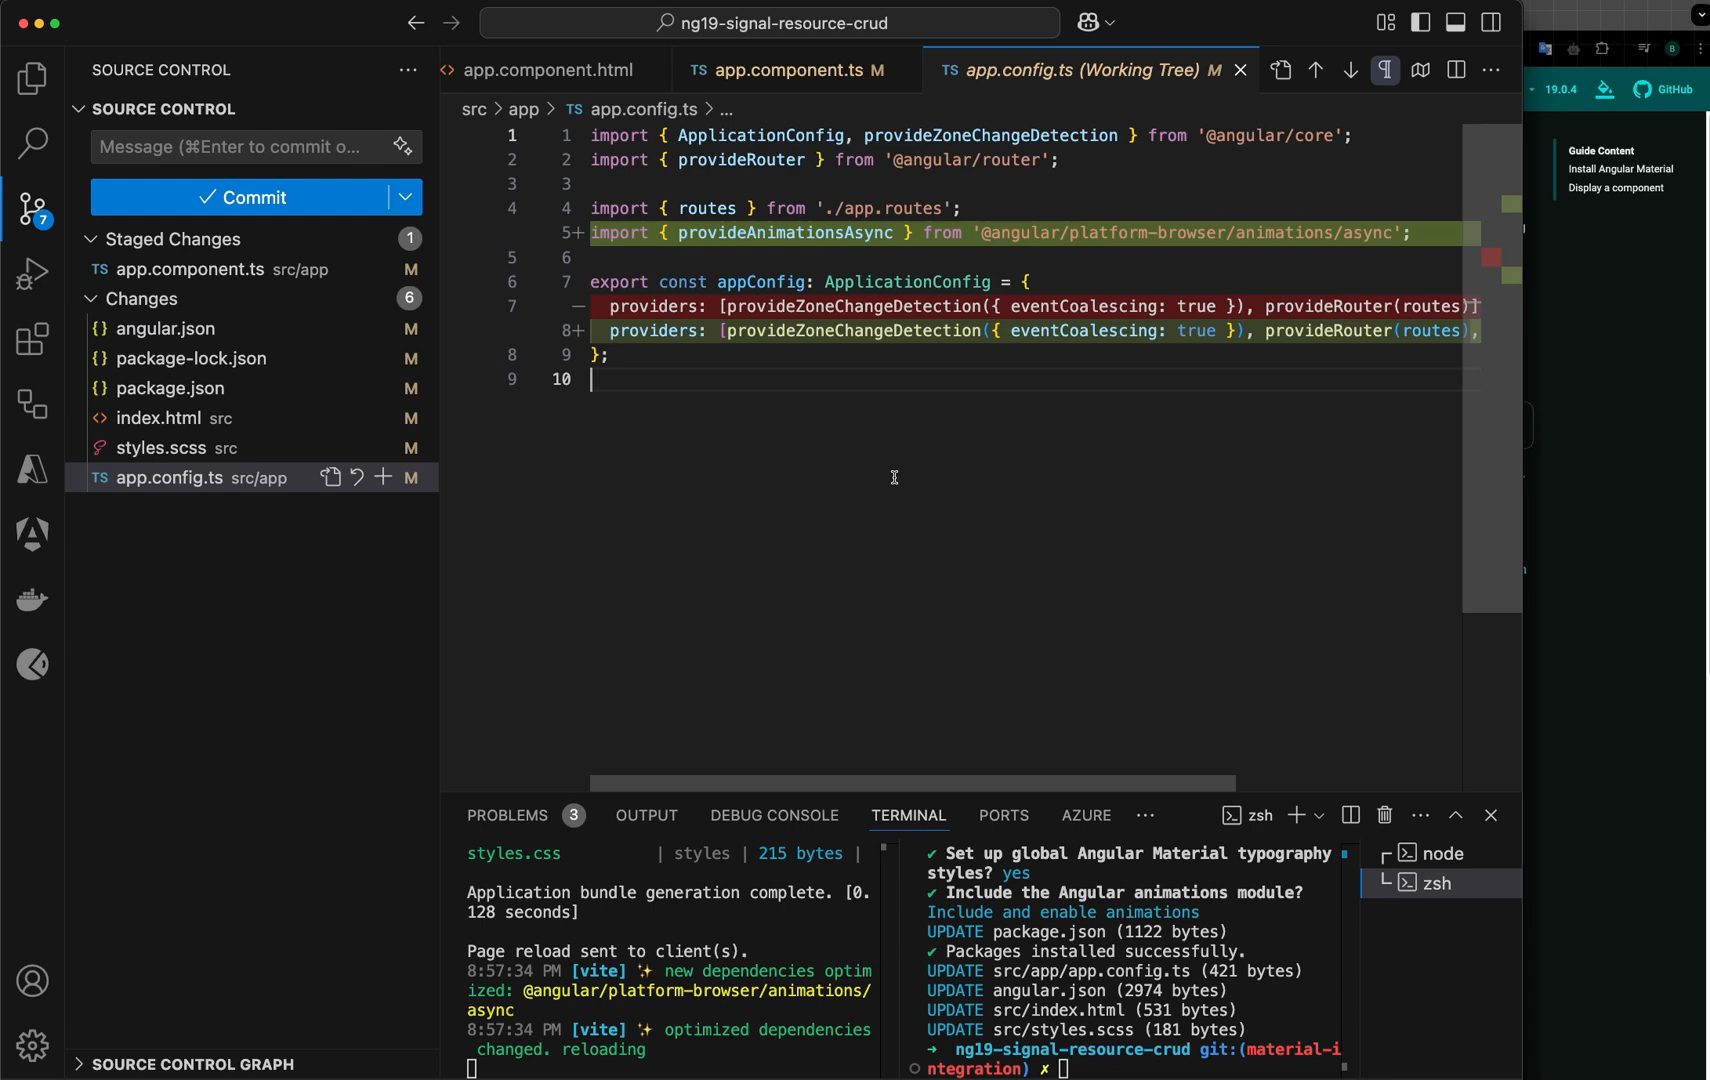 ng19-signal-resource-crud
SOURCE CONTROL
SOURCE CONTROL
Message (⌘Enter to commit o...
Commit
Staged Changes 1
TS app.component.ts src/app M
Changes 6
{} angular.json M
{} package-lock.json M
{} package.json M
<> index.html src M
styles.scss src M
TS app.config.ts src/app M
7
SOURCE CONTROL GRAPH
<> app.component.html
TS app.component.ts M
TS app.config.ts (Working Tree) M
src > app > TS app.config.ts > ...
1 1 import { ApplicationConfig, provideZoneChangeDetection } from '@angular/core';
2 2 import { provideRouter } from '@angular/router';
3 3
4 4 import { routes } from './app.routes';
5+ import { provideAnimationsAsync } from '@angular/platform-browser/animations/async';
5 6
6 7 export const appConfig: ApplicationConfig = {
7 — providers: [provideZoneChangeDetection({ eventCoalescing: true }), provideRouter(routes)]
8+ providers: [provideZoneChangeDetection({ eventCoalescing: true }), provideRouter(routes),
8 9 };
9 10
PROBLEMS 3 OUTPUT DEBUG CONSOLE TERMINAL PORTS AZURE ··· zsh
styles.css | styles | 215 bytes |
Application bundle generation complete. [0.
128 seconds]
Page reload sent to client(s).
8:57:34 PM [vite] ✨ new dependencies optim
ized: @angular/platform-browser/animations/
async
8:57:34 PM [vite] ✨ optimized dependencies
changed. reloading
✔ Set up global Angular Material typography
styles? yes
✔ Include the Angular animations module?
Include and enable animations
UPDATE package.json (1122 bytes)
✔ Packages installed successfully.
UPDATE src/app/app.config.ts (421 bytes)
UPDATE angular.json (2974 bytes)
UPDATE src/index.html (531 bytes)
UPDATE src/styles.scss (181 bytes)
→ ng19-signal-resource-crud git:(material-i
ntegration) ✗
node
zsh
B
19.0.4 GitHub
Guide Content
Install Angular Material
Display a component